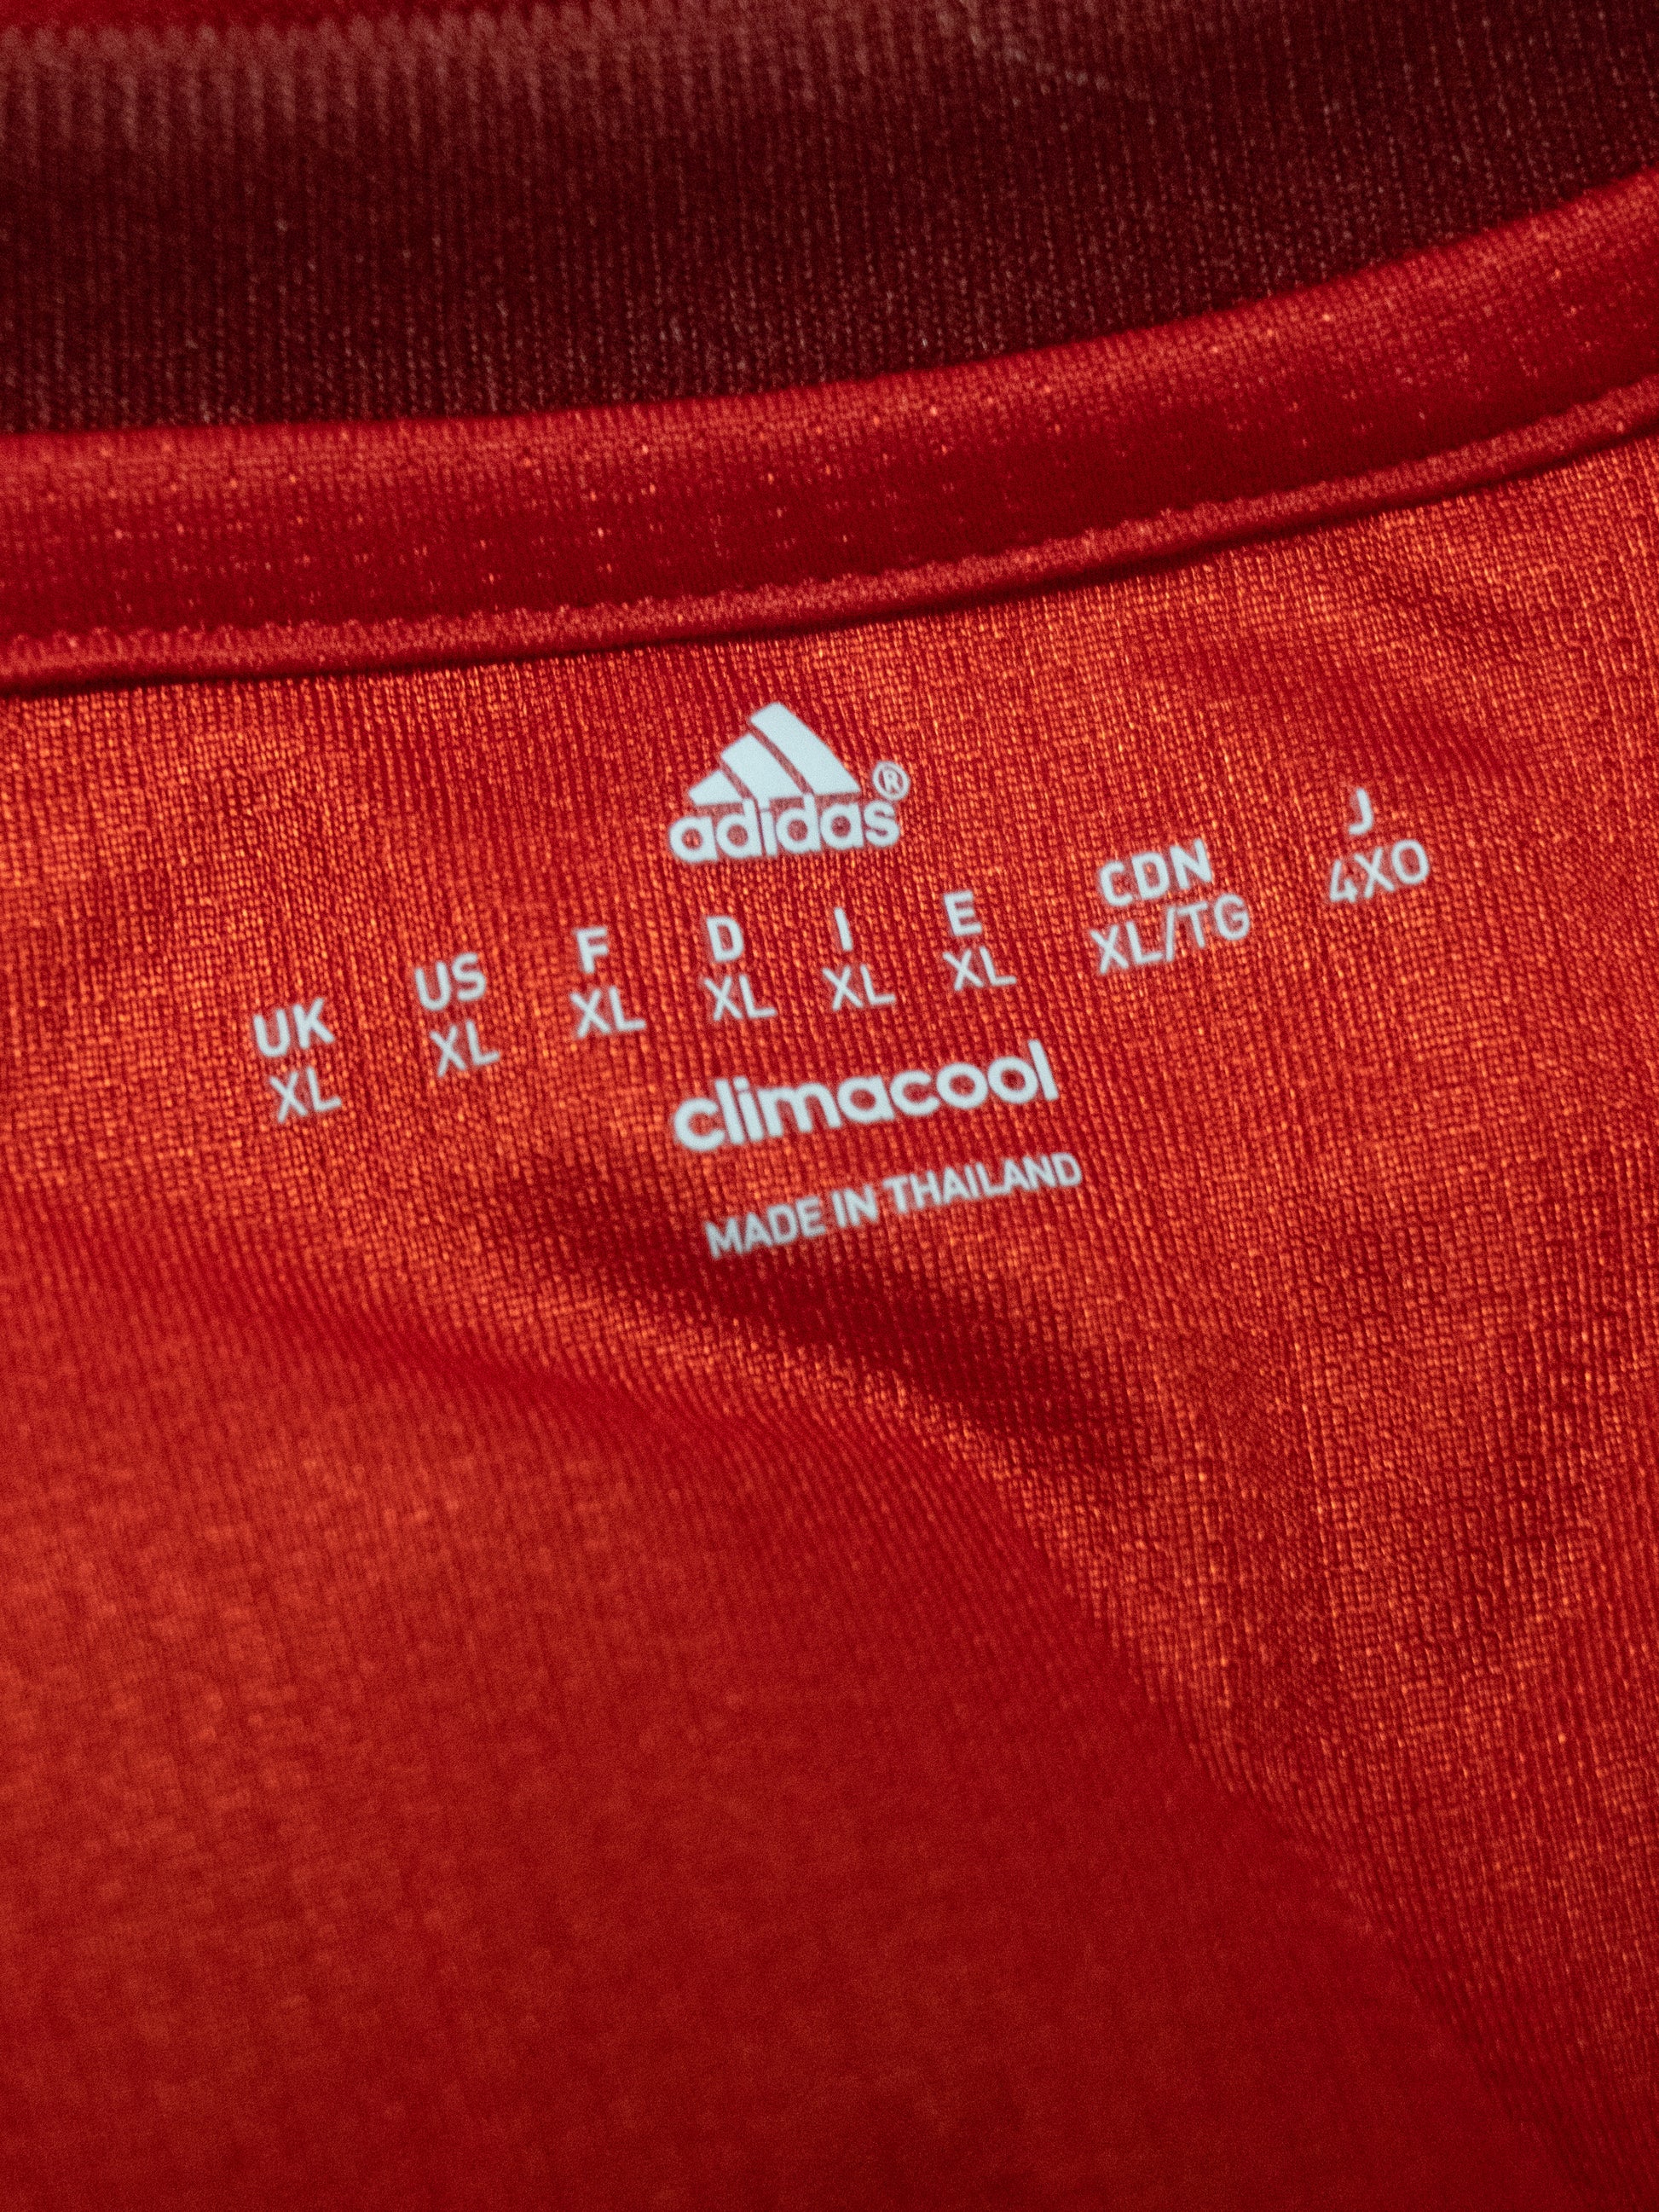 adidas®
UK US F D I E CDN J
XL XL XL XL XL XL XL/TG 4XO
climacool
MADE IN THAILAND